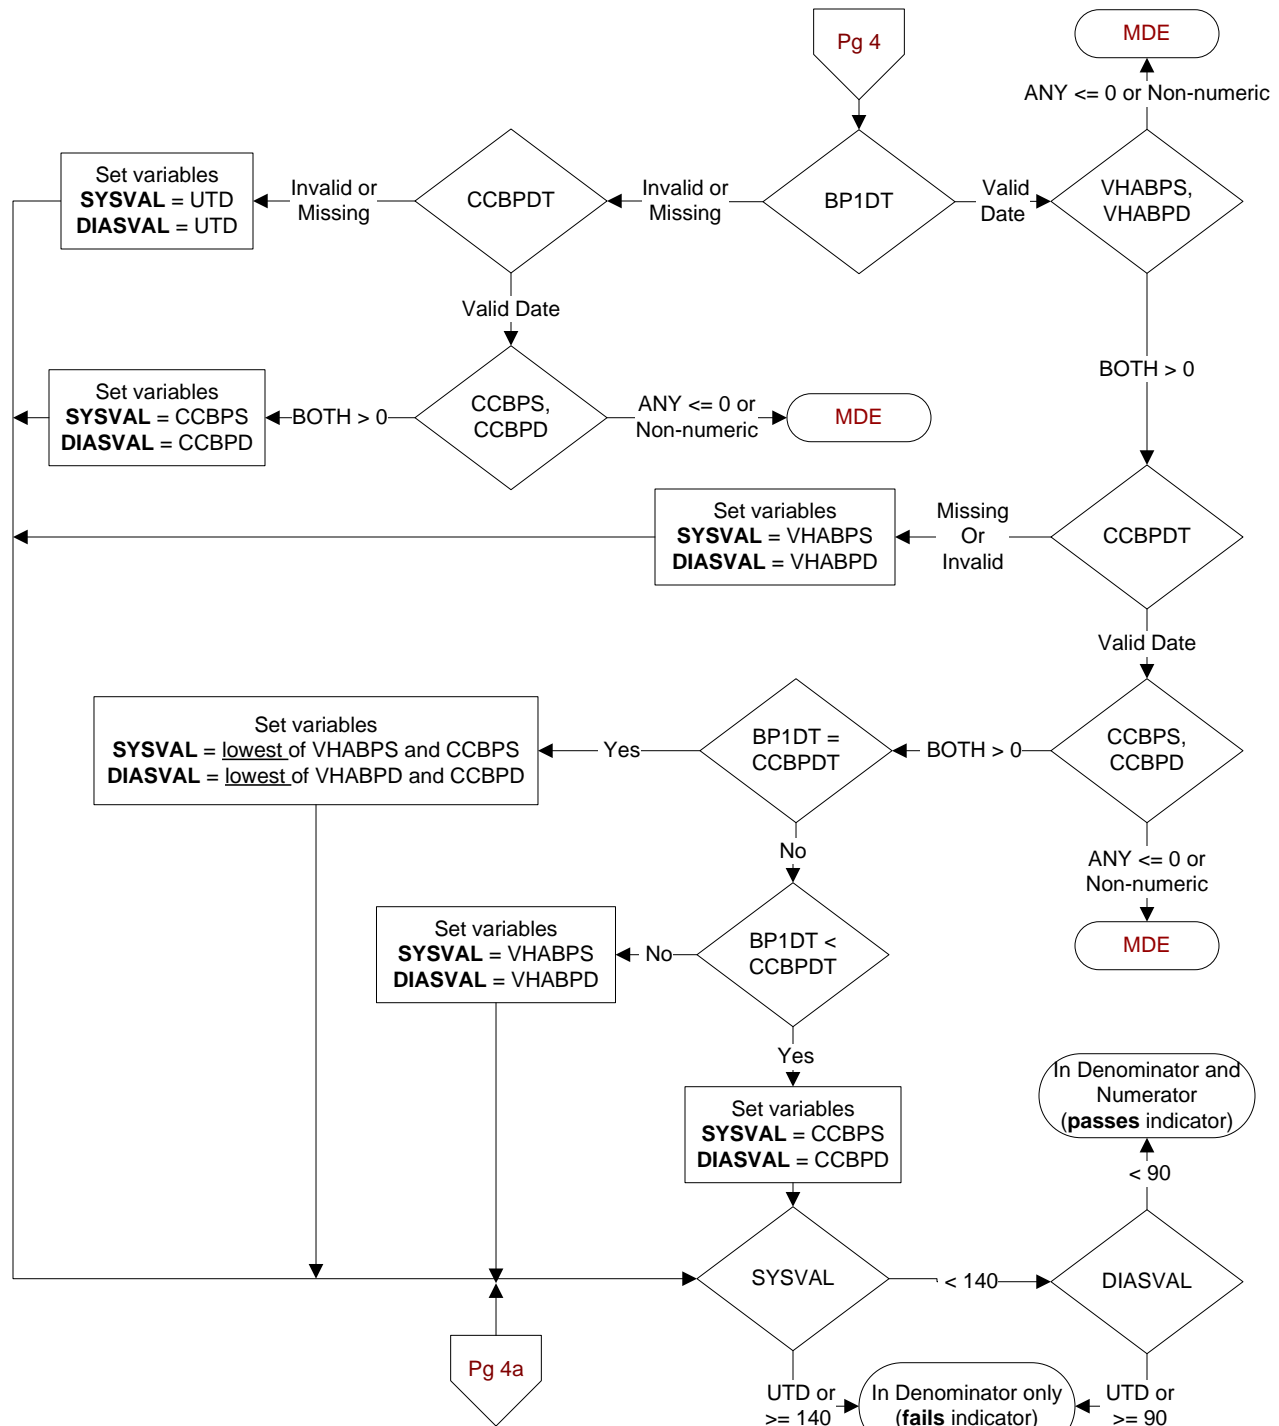 Pg 4
MDE
ANY <= 0 or Non-numeric
Set variables
SYSVAL = UTD
DIASVAL = UTD
Invalid or
Missing
CCBPDT
Invalid or
Missing
BP1DT
Valid
Date
VHABPS,
VHABPD
Valid Date
BOTH > 0
Set variables
SYSVAL = CCBPS
DIASVAL = CCBPD
BOTH > 0
CCBPS,
CCBPD
ANY <= 0 or
Non-numeric
MDE
Set variables
SYSVAL = VHABPS
DIASVAL = VHABPD
Missing
Or
Invalid
CCBPDT
Valid Date
Set variables
SYSVAL = lowest of VHABPS and CCBPS
DIASVAL = lowest of VHABPD and CCBPD
Yes
BP1DT =
CCBPDT
BOTH > 0
CCBPS,
CCBPD
No
ANY <= 0 or
Non-numeric
MDE
Set variables
SYSVAL = VHABPS
DIASVAL = VHABPD
No
BP1DT <
CCBPDT
Yes
Set variables
SYSVAL = CCBPS
DIASVAL = CCBPD
In Denominator and
Numerator
(passes indicator)
< 90
SYSVAL
< 140
DIASVAL
Pg 4a
UTD or
>= 140
In Denominator only
(fails indicator)
UTD or
>= 90